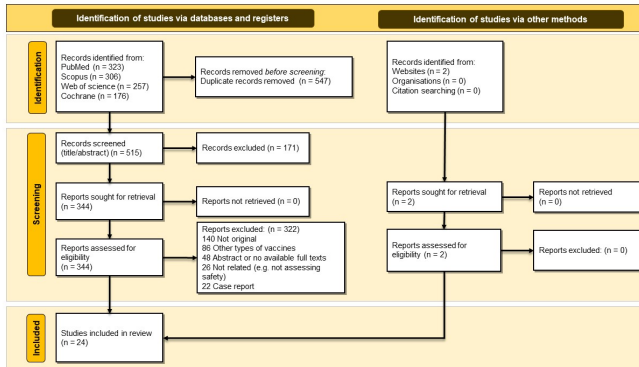 Identification of studies via databases and registers
Identification of studies via other methods
Identification
Records identified from:
PubMed (n = 323)
Scopus (n = 306)
Web of science (n = 257)
Cochrane (n = 176)
Records removed before screening:
Duplicate records removed (n = 547)
Records identified from:
Websites (n = 2)
Organisations (n = 0)
Citation searching (n = 0)
Screening
Records screened
(title/abstract) (n = 515)
Records excluded (n = 171)
Reports sought for retrieval
(n = 344)
Reports not retrieved (n = 0)
Reports sought for retrieval
(n = 2)
Reports not retrieved
(n = 0)
Reports assessed for
eligibility
(n = 344)
Reports excluded: (n = 322)
140 Not original
86 Other types of vaccines
48 Abstract or no available full texts
26 Not related (e.g. not assessing
safety)
22 Case report
Reports assessed for
eligibility (n = 2)
Reports excluded: (n = 0)
Included
Studies included in review
(n = 24)